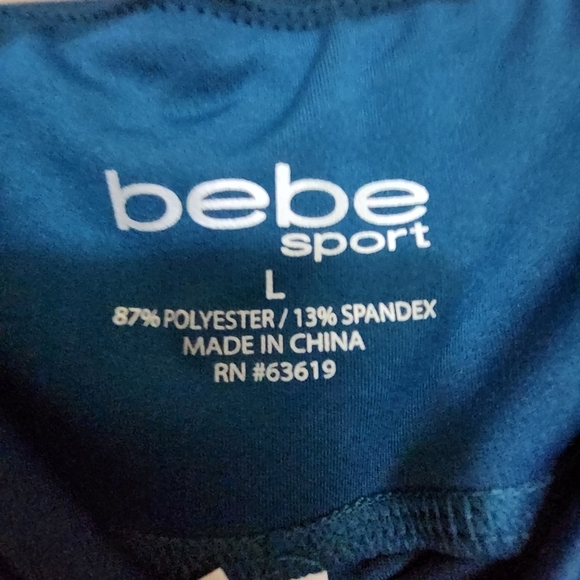 bebe
sport
L
87% POLYESTER / 13% SPANDEX
MADE IN CHINA
RN #63619